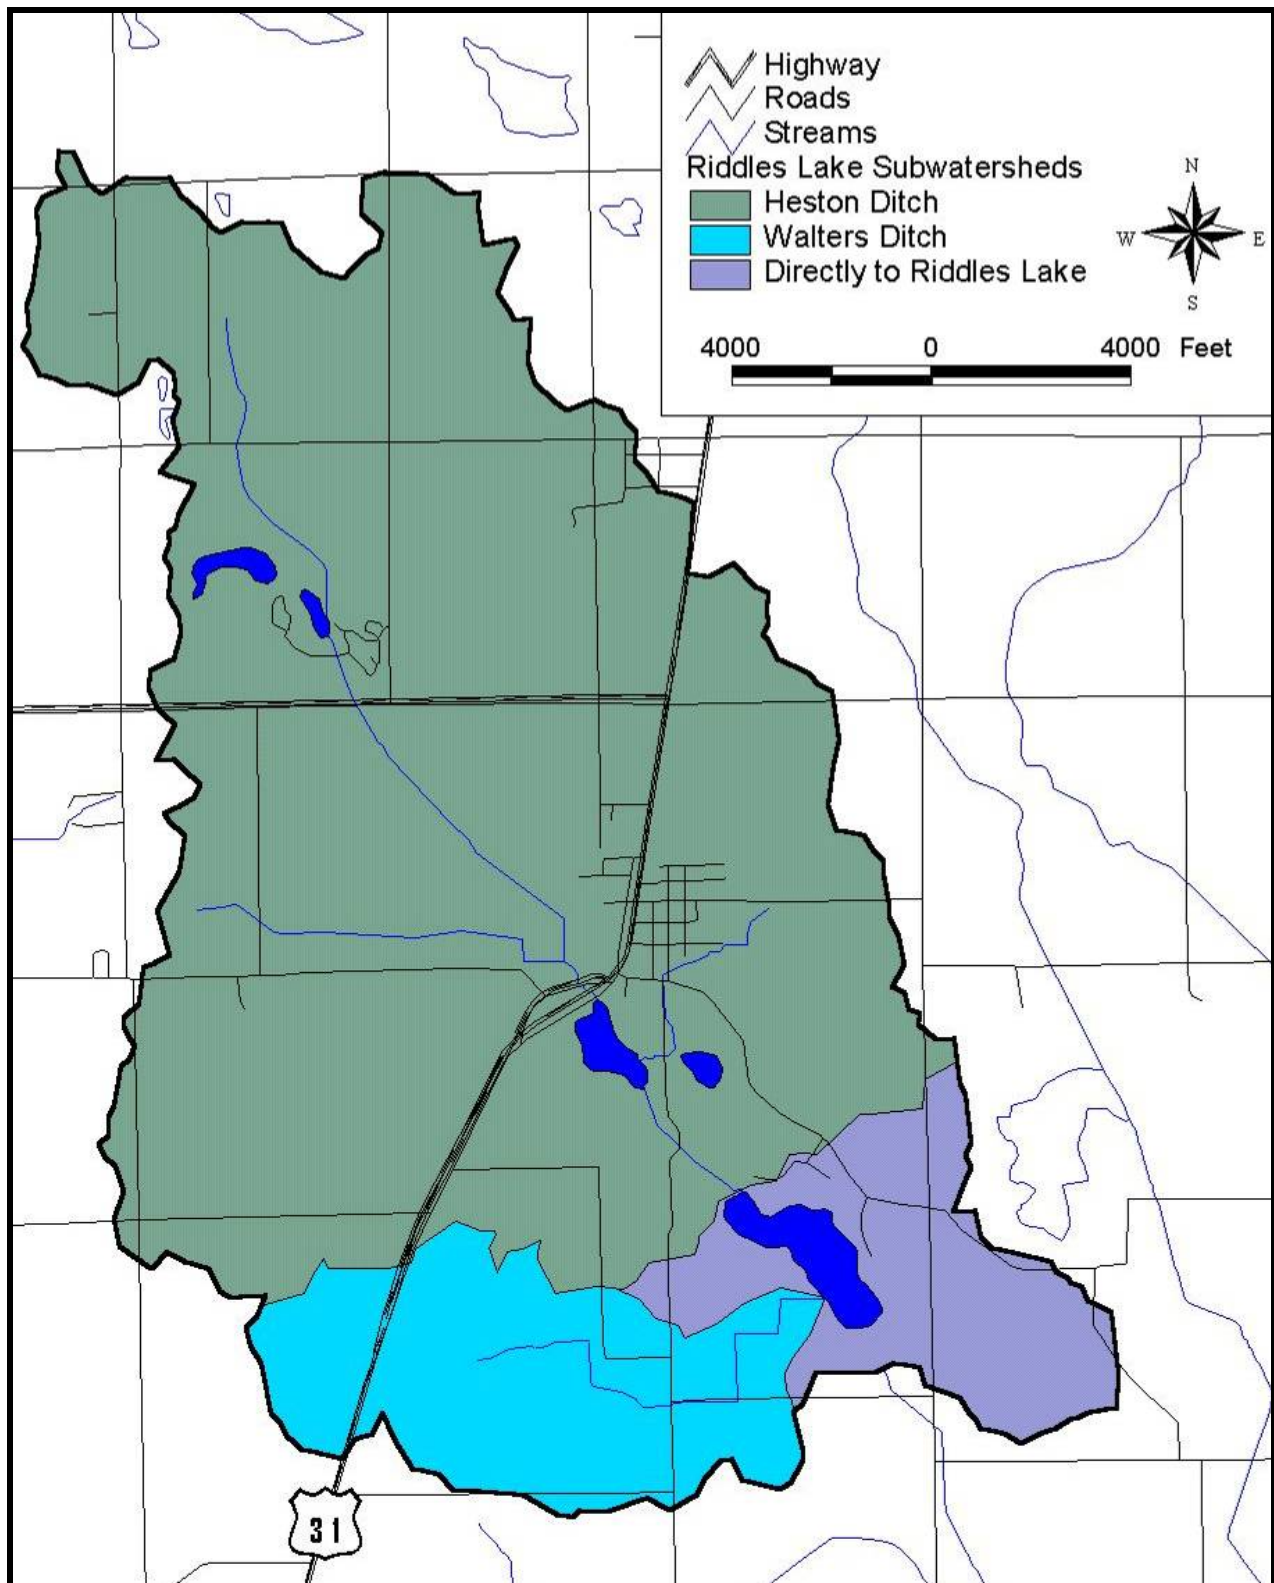 Highway
Roads
Streams
Riddles Lake Subwatersheds
Heston Ditch
Walters Ditch
Directly to Riddles Lake
N
W E
S
4000 0 4000 Feet
31